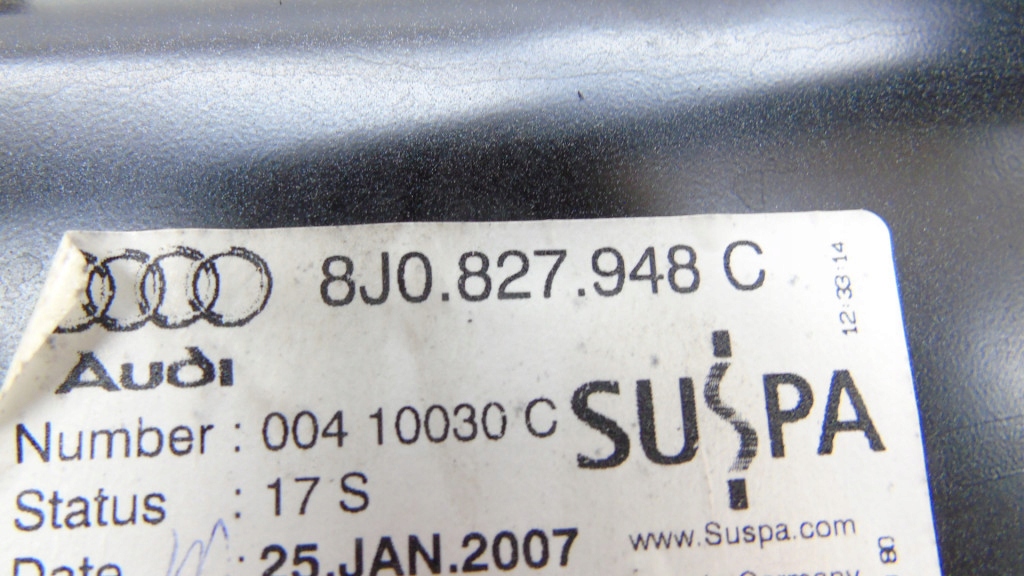 8J0.827.948 C
12:33:14
Audi
Number : 004 10030 C
SUSPA
Status : 17 S
Date : 25.JAN.2007
www.Suspa.com
Germany